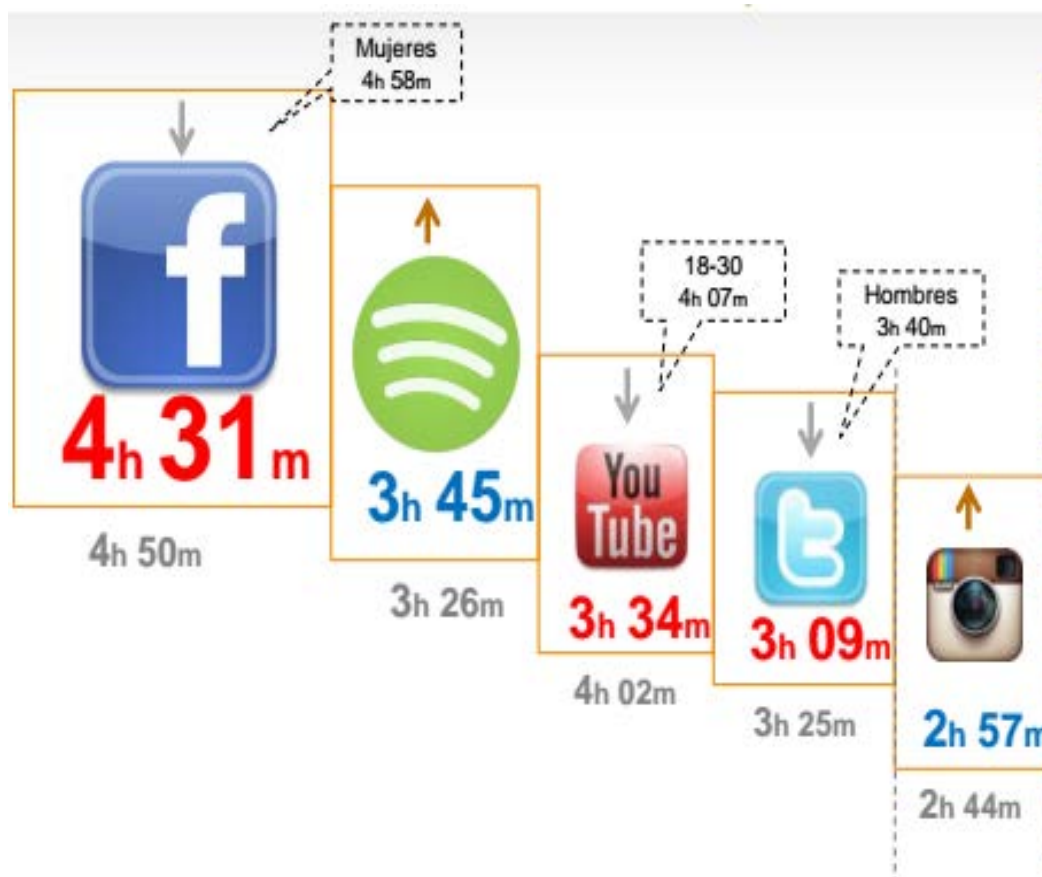 Mujeres
4h 58m
f
4h 31m
4h 50m
3h 45m
3h 26m
18-30
4h 07m
You
Tube
3h 34m
4h 02m
Hombres
3h 40m
t
3h 09m
3h 25m
2h 57m
2h 44m